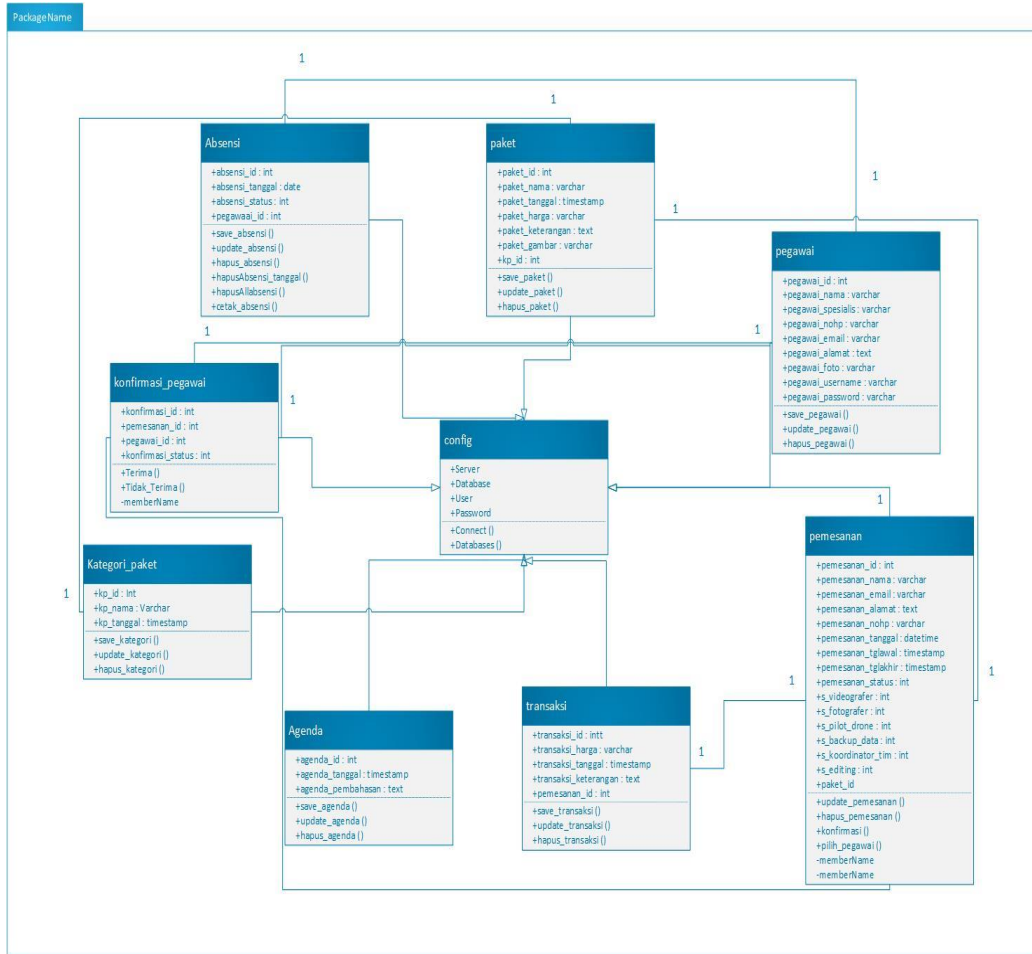 PackageName
1
1
Absensi
+absensi_id : int
+absensi_tanggal : date
+absensi_status : int
+pegawaai_id : int
+save_absensi ()
+update_absensi ()
+hapus_absensi ()
+hapusAbsensi_tanggal ()
+hapusAllabsensi ()
+cetak_absensi ()
paket
+paket_id : int
+paket_nama : varchar
+paket_tanggal : timestamp
+paket_harga : varchar
+paket_keterangan : text
+paket_gambar : varchar
+kp_id : int
+save_paket ()
+update_paket ()
+hapus_paket ()
1
1
pegawai
+pegawai_id : int
+pegawai_nama : varchar
+pegawai_spesialis : varchar
+pegawai_nohp : varchar
+pegawai_email : varchar
+pegawai_alamat : text
+pegawai_foto : varchar
+pegawai_username : varchar
+pegawai_password : varchar
+save_pegawai ()
+update_pegawai ()
+hapus_pegawai ()
1
1
konfirmasi_pegawai
+konfirmasi_id : int
+pemesanan_id : int
+pegawai_id : int
+konfirmasi_status : int
+Terima ()
+Tidak_Terima ()
-memberName
1
config
+Server
+Database
+User
+Password
+Connect ()
+Databases ()
1
pemesanan
+pemesanan_id : int
+pemesanan_nama : varchar
+pemesanan_email : varchar
+pemesanan_alamat : text
+pemesanan_nohp : varchar
+pemesanan_tanggal : datetime
+pemesanan_tglawal : timestamp
+pemesanan_tglakhir : timestamp
+pemesanan_status : int
+s_videografer : int
+s_fotografer : int
+s_pilot_drone : int
+s_backup_data : int
+s_koordinator_tim : int
+s_editing : int
+paket_id
+update_pemesanan ()
+hapus_pemesanan ()
+konfirmasi ()
+pilih_pegawai ()
-memberName
-memberName
Kategori_paket
+kp_id : Int
+kp_nama : Varchar
+kp_tanggal : timestamp
+save_kategori ()
+update_kategori ()
+hapus_kategori ()
1
1
1
1
Agenda
+agenda_id : int
+agenda_tanggal : timestamp
+agenda_pembahasan : text
+save_agenda ()
+update_agenda ()
+hapus_agenda ()
transaksi
+transaksi_id : intt
+transaksi_harga : varchar
+transaksi_tanggal : timestamp
+transaksi_keterangan : text
+pemesanan_id : int
+save_transaksi ()
+update_transaksi ()
+hapus_transaksi ()